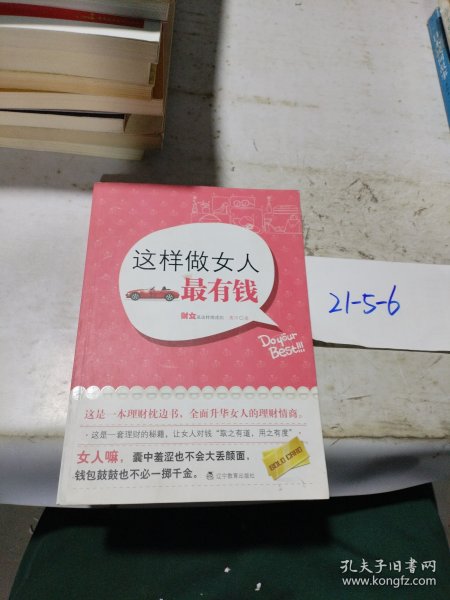 这样做女人
最有钱
财女
Do your
Best!!!
21-5-6
这是一本理财枕边书，全面升华女人的理财情商。
·这是一套理财的秘籍，让女人对钱“取之有道，用之有度”，
女人嘛，囊中羞涩也不会大丢颜面，
钱包鼓鼓也不必一掷千金。
辽宁教育出版社
GOLD CARD
孔夫子旧书网
www.kongfz.com